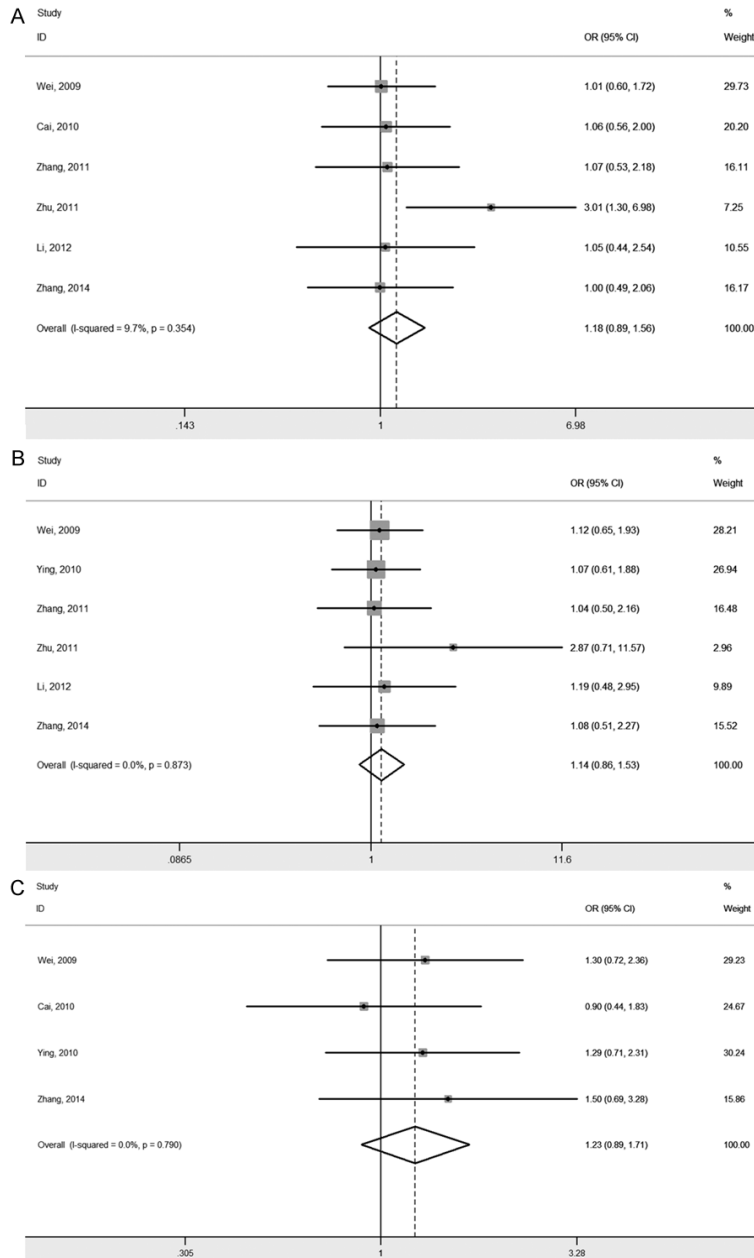 A
Study %
ID OR (95% CI) Weight
Wei, 2009 1.01 (0.60, 1.72) 29.73
Cai, 2010 1.06 (0.56, 2.00) 20.20
Zhang, 2011 1.07 (0.53, 2.18) 16.11
Zhu, 2011 3.01 (1.30, 6.98) 7.25
Li, 2012 1.05 (0.44, 2.54) 10.55
Zhang, 2014 1.00 (0.49, 2.06) 16.17
Overall (I-squared = 9.7%, p = 0.354) 1.18 (0.89, 1.56) 100.00
.143 1 6.98
B
Study %
ID OR (95% CI) Weight
Wei, 2009 1.12 (0.65, 1.93) 28.21
Ying, 2010 1.07 (0.61, 1.88) 26.94
Zhang, 2011 1.04 (0.50, 2.16) 16.48
Zhu, 2011 2.87 (0.71, 11.57) 2.96
Li, 2012 1.19 (0.48, 2.95) 9.89
Zhang, 2014 1.08 (0.51, 2.27) 15.52
Overall (I-squared = 0.0%, p = 0.873) 1.14 (0.86, 1.53) 100.00
.0865 1 11.6
C
Study %
ID OR (95% CI) Weight
Wei, 2009 1.30 (0.72, 2.36) 29.23
Cai, 2010 0.90 (0.44, 1.83) 24.67
Ying, 2010 1.29 (0.71, 2.31) 30.24
Zhang, 2014 1.50 (0.69, 3.28) 15.86
Overall (I-squared = 0.0%, p = 0.790) 1.23 (0.89, 1.71) 100.00
.305 1 3.28